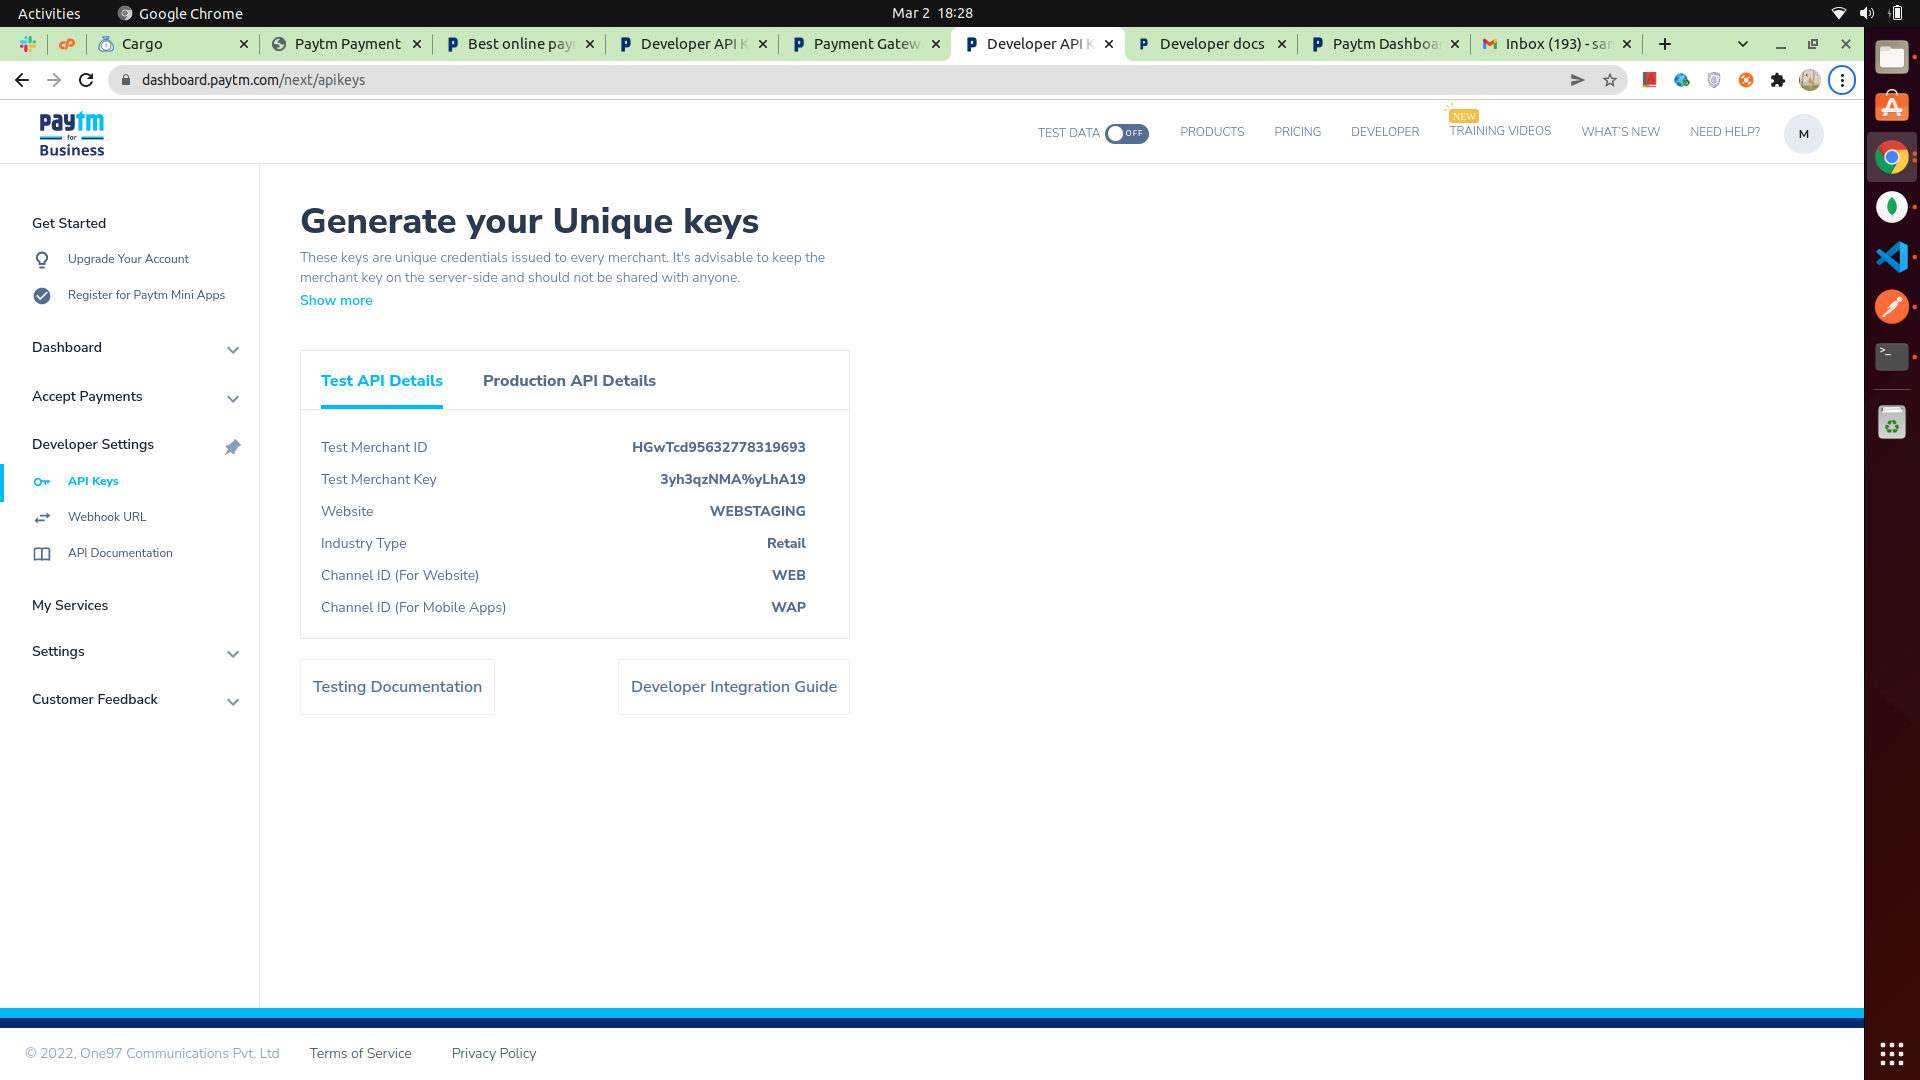 Activities
Google Chrome
Mar 2 18:28
Cargo
Paytm Payment
Best online pay
Developer API K
Payment Gatew
Developer API K
Developer docs
Paytm Dashboa
Inbox (193) - sa
dashboard.paytm.com/next/apikeys
paytm
for
Business
TEST DATA
OFF
PRODUCTS
PRICING
DEVELOPER
NEW
TRAINING VIDEOS
WHAT'S NEW
NEED HELP?
M
Get Started
Upgrade Your Account
Register for Paytm Mini Apps
Dashboard
Accept Payments
Developer Settings
API Keys
Webhook URL
API Documentation
My Services
Settings
Customer Feedback
Generate your Unique keys
These keys are unique credentials issued to every merchant. It's advisable to keep the
merchant key on the server-side and should not be shared with anyone.
Show more
Test API Details
Production API Details
Test Merchant ID HGwTcd95632778319693
Test Merchant Key 3yh3qzNMA%yLhA19
Website WEBSTAGING
Industry Type Retail
Channel ID (For Website) WEB
Channel ID (For Mobile Apps) WAP
Testing Documentation
Developer Integration Guide
© 2022, One97 Communications Pvt. Ltd
Terms of Service
Privacy Policy